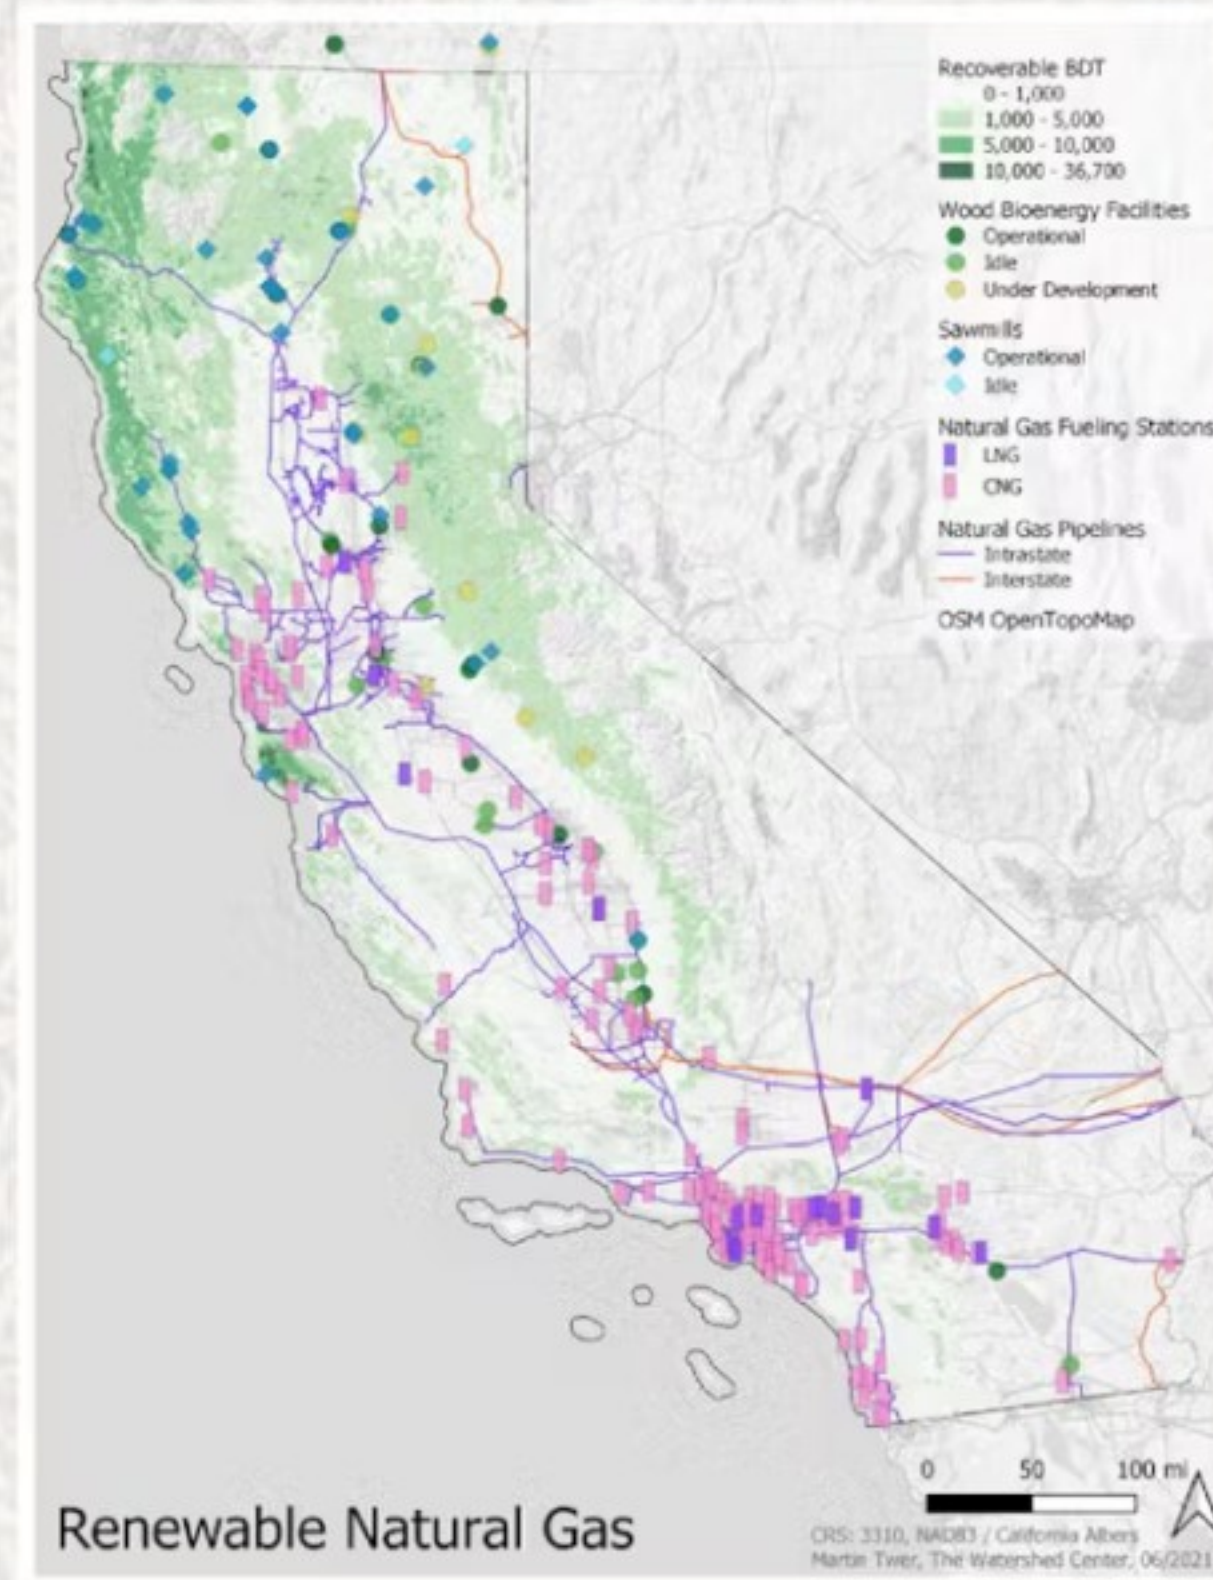 Recoverable BDT
0 - 1,000
1,000 - 5,000
5,000 - 10,000
10,000 - 36,700
Wood Bioenergy Facilities
Operational
Idle
Under Development
Sawmills
Operational
Idle
Natural Gas Fueling Stations
LNG
CNG
Natural Gas Pipelines
Intrastate
Interstate
OSM OpenTopoMap
0 50 100 mi
Renewable Natural Gas
CRS: 3310, NAD83 / California Albers
Martin Twer, The Watershed Center, 06/2021